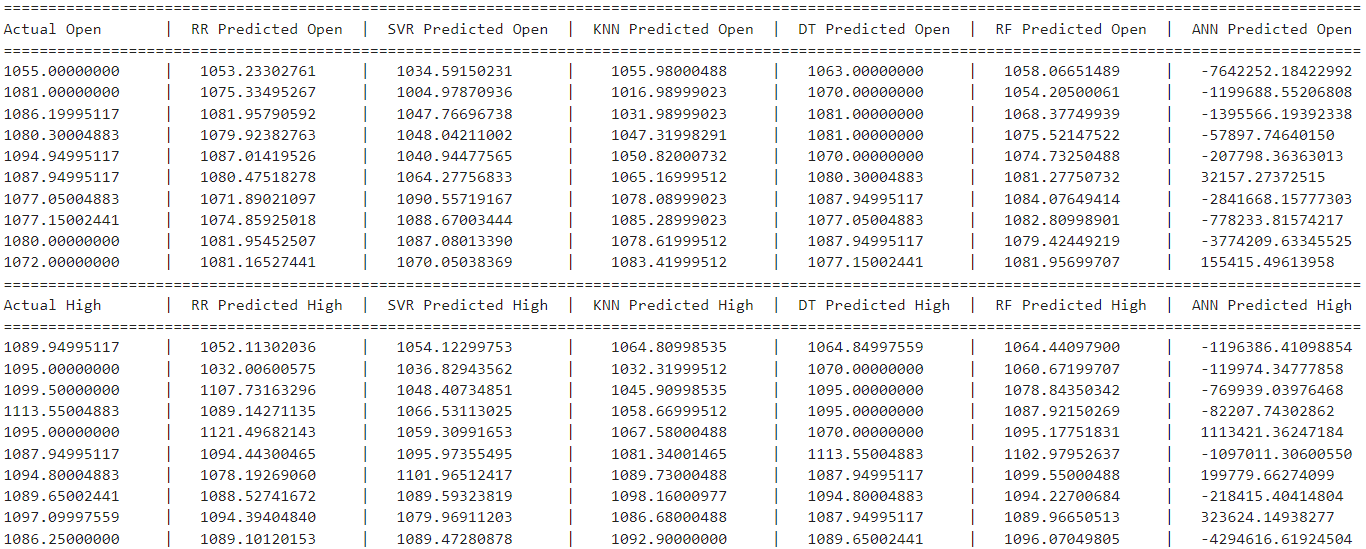 =====================================================================================================================================================
Actual Open | RR Predicted Open | SVR Predicted Open | KNN Predicted Open | DT Predicted Open | RF Predicted Open | ANN Predicted Open
=====================================================================================================================================================
1055.00000000 | 1053.23302761 | 1034.59150231 | 1055.98000488 | 1063.00000000 | 1058.06651489 | -7642252.18422992
1081.00000000 | 1075.33495267 | 1004.97870936 | 1016.98999023 | 1070.00000000 | 1054.20500061 | -1199688.55206808
1086.19995117 | 1081.95790592 | 1047.76696738 | 1031.98999023 | 1081.00000000 | 1068.37749939 | -1395566.19392338
1080.30004883 | 1079.92382763 | 1048.04211002 | 1047.31998291 | 1081.00000000 | 1075.52147522 | -57897.74640150
1094.94995117 | 1087.01419526 | 1040.94477565 | 1050.82000732 | 1070.00000000 | 1074.73250488 | -207798.36363013
1087.94995117 | 1080.47518278 | 1064.27756833 | 1065.16999512 | 1080.30004883 | 1081.27750732 | 32157.27372515
1077.05004883 | 1071.89021097 | 1090.55719167 | 1078.08999023 | 1087.94995117 | 1084.07649414 | -2841668.15777303
1077.15002441 | 1074.85925018 | 1088.67003444 | 1085.28999023 | 1077.05004883 | 1082.80998901 | -778233.81574217
1080.00000000 | 1081.95452507 | 1087.08013390 | 1078.61999512 | 1087.94995117 | 1079.42449219 | -3774209.63345525
1072.00000000 | 1081.16527441 | 1070.05038369 | 1083.41999512 | 1077.15002441 | 1081.95699707 | 155415.49613958
=====================================================================================================================================================
Actual High | RR Predicted High | SVR Predicted High | KNN Predicted High | DT Predicted High | RF Predicted High | ANN Predicted High
=====================================================================================================================================================
1089.94995117 | 1052.11302036 | 1054.12299753 | 1064.80998535 | 1064.84997559 | 1064.44097900 | -1196386.41098854
1095.00000000 | 1032.00600575 | 1036.82943562 | 1032.31999512 | 1070.00000000 | 1060.67199707 | -119974.34777858
1099.50000000 | 1107.73163296 | 1048.40734851 | 1045.90998535 | 1095.00000000 | 1078.84350342 | -769939.03976468
1113.55004883 | 1089.14271135 | 1066.53113025 | 1058.66999512 | 1095.00000000 | 1087.92150269 | -82207.74302862
1095.00000000 | 1121.49682143 | 1059.30991653 | 1067.58000488 | 1070.00000000 | 1095.17751831 | 1113421.36247184
1087.94995117 | 1094.44300465 | 1095.97355495 | 1081.34001465 | 1113.55004883 | 1102.97952637 | -1097011.30600550
1094.80004883 | 1078.19269060 | 1101.96512417 | 1089.73000488 | 1087.94995117 | 1099.55000488 | 199779.66274099
1089.65002441 | 1088.52741672 | 1089.59323819 | 1098.16000977 | 1094.80004883 | 1094.22700684 | -218415.40414804
1097.09997559 | 1094.39404840 | 1079.96911203 | 1086.68000488 | 1087.94995117 | 1089.96650513 | 323624.14938277
1086.25000000 | 1089.10120153 | 1089.47280878 | 1092.90000000 | 1089.65002441 | 1096.07049805 | -4294616.61924504